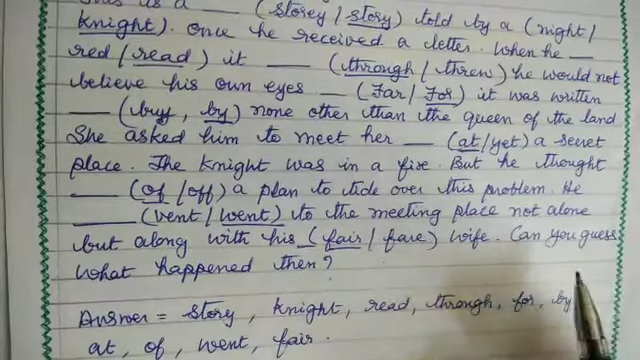 This is a ___ (storey / story) told by a (night /
knight). Once he received a letter. When he __
red / read) it ___ (through / threw) he would not
believe his own eyes __ (Far / For) it was written
___ (buy, by) none other than the queen of the land
She asked him to meet her ___ (at/yet) a secret
place. The knight was in a fix. But he thought
___ (of /off) a plan to tide over this problem. He
____ (vent / went) to the meeting place not alone
but along with his (fair / fare) wife. Can you guess
what happened then?
Answer = story, knight, read, through, for, by
at, of, went, fair.